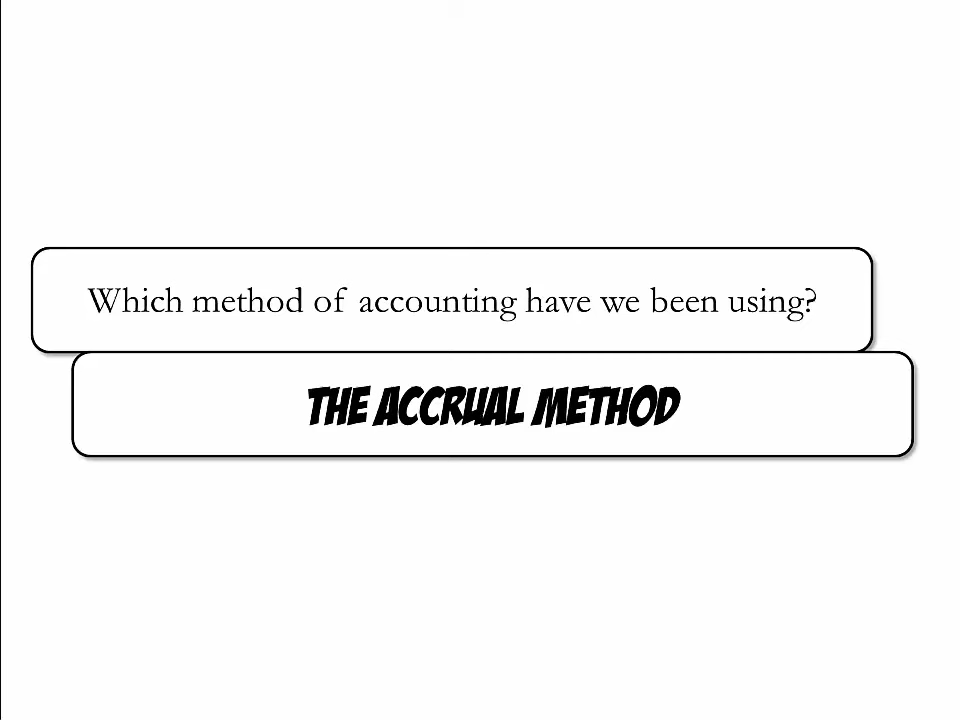 Which method of accounting have we been using?
THE ACCRUAL METHOD